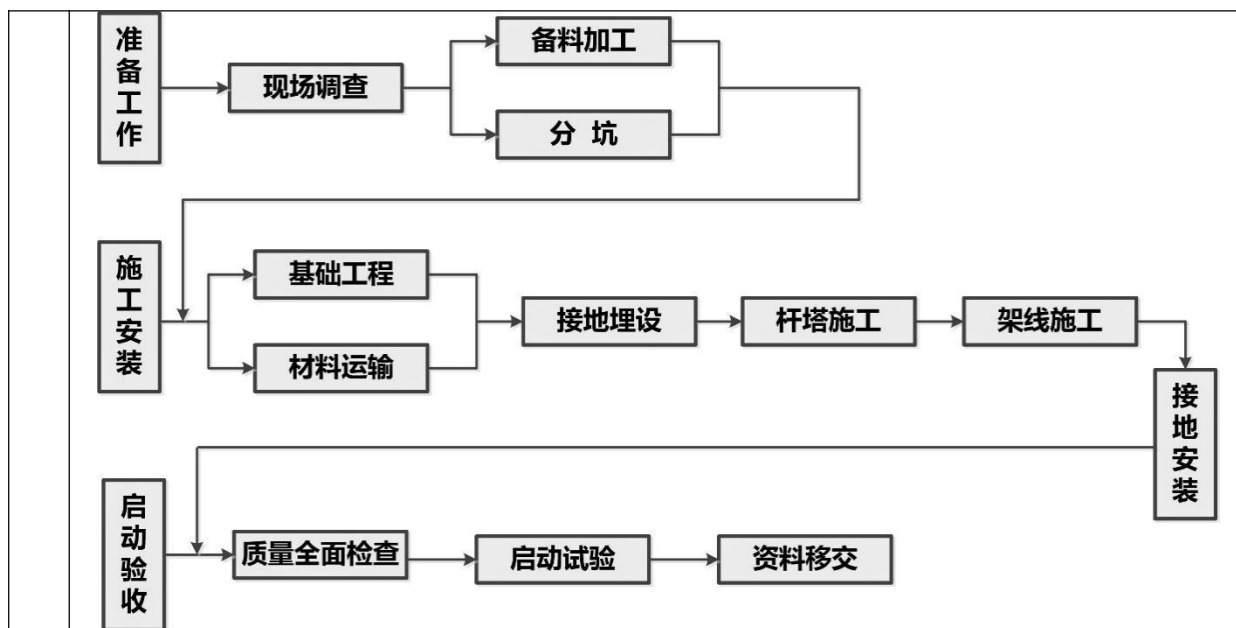 准备工作
现场调查
备料加工
分 坑
施工安装
基础工程
材料运输
接地埋设
杆塔施工
架线施工
接地安装
启动验收
质量全面检查
启动试验
资料移交